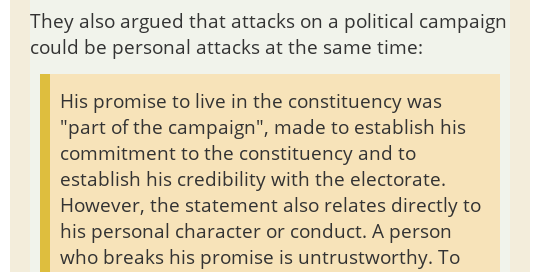 They also argued that attacks on a political campaign
could be personal attacks at the same time:
His promise to live in the constituency was
"part of the campaign", made to establish his
commitment to the constituency and to
establish his credibility with the electorate.
However, the statement also relates directly to
his personal character or conduct. A person
who breaks his promise is untrustworthy. To